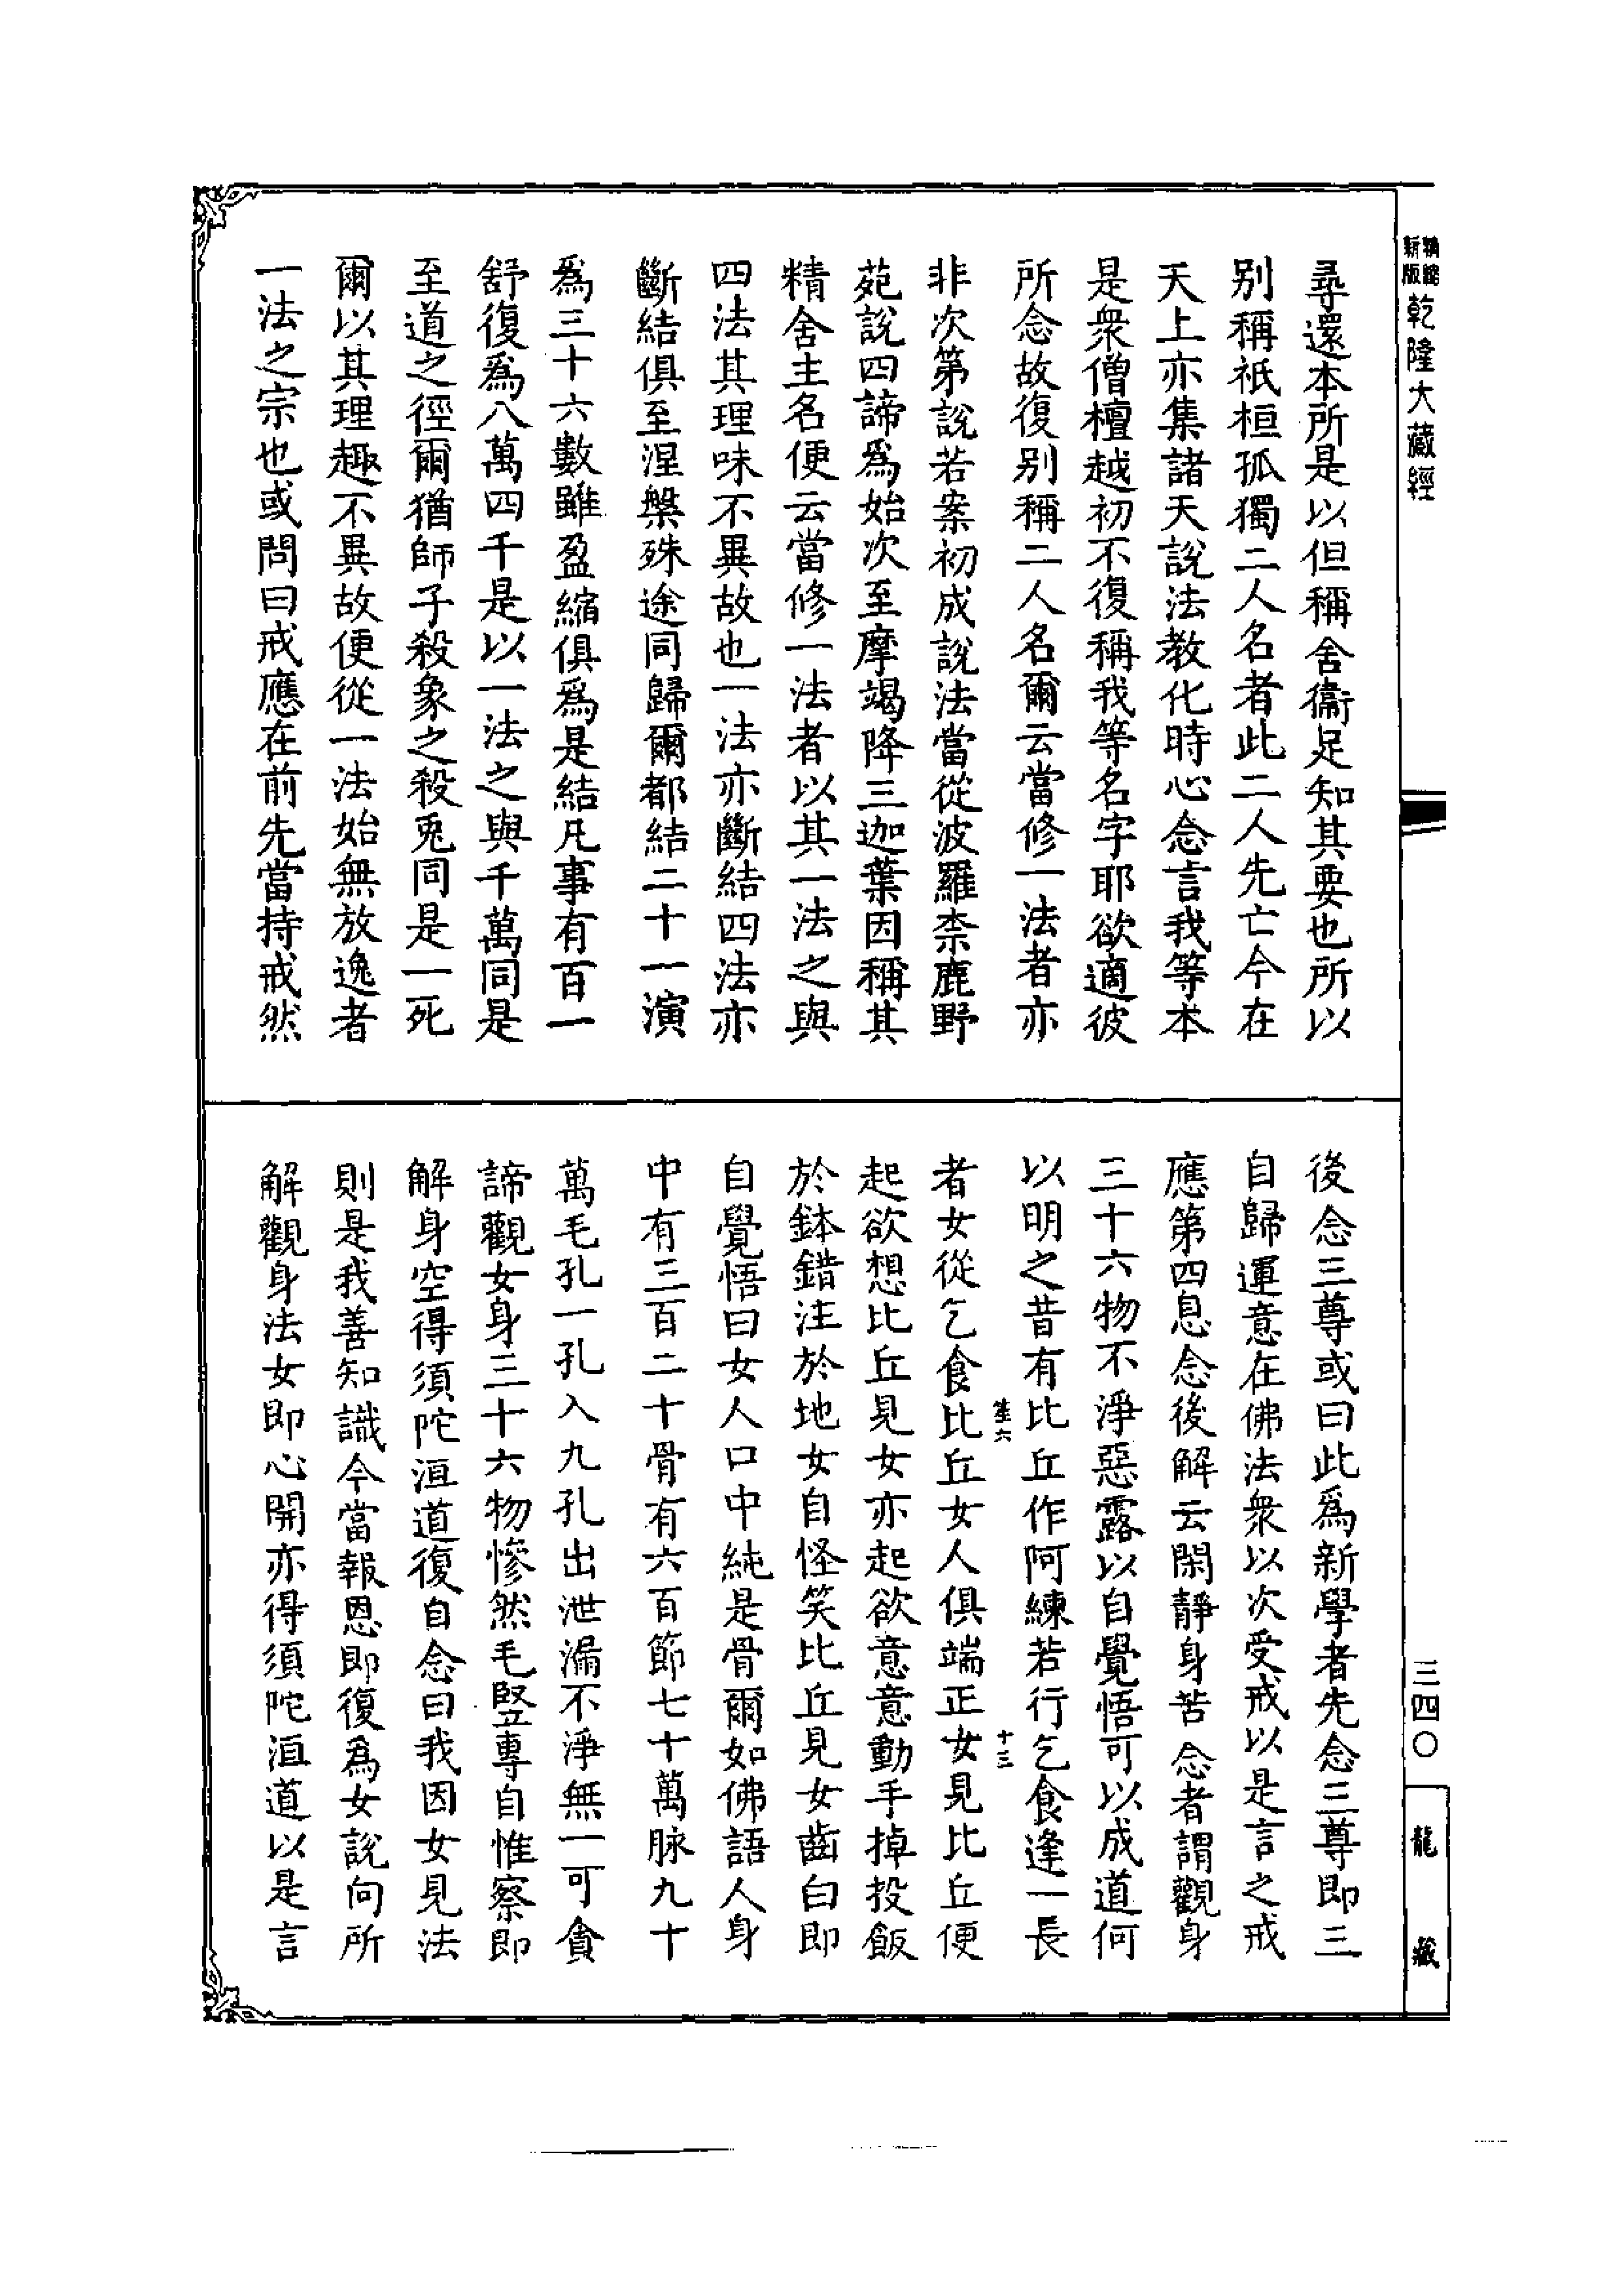 新版
精縮
乾隆大藏經
三四〇
龍藏
尋還本所是以但稱舍衞足知其要也所以
別稱祇桓孤獨二人名者此二人先亡今在
天上亦集諸天說法教化時心念言我等本
是衆僧檀越初不復稱我等名字耶欲適彼
所念故復別稱二人名爾云當修一法者亦
非次第說若案初成說法當從波羅柰鹿野
苑說四諦爲始次至摩竭降三迦葉因稱其
精舍主名便云當修一法者以其一法之與
四法其理味不異故也一法亦斷結四法亦
斷結俱至涅槃殊途同歸爾都結二十一演
爲三十六數雖盈縮俱爲是結凡事有百一
舒復爲八萬四千是以一法之與千萬同是
至道之徑爾猶師子殺象之殺兎同是一死
爾以其理趣不異故便從一法始無放逸者
一法之宗也或問曰戒應在前先當持戒然
後念三尊或曰此爲新學者先念三尊即三
自歸運意在佛法衆以次受戒以是言之戒
應第四息念後解云閑靜身苦念者謂觀身
三十六物不淨惡露以自覺悟可以成道何
以明之昔有比丘作阿練若行乞食逢一長
笙六
十三
者女從乞食比丘女人俱端正女見比丘便
起欲想比丘見女亦起欲意意動手掉投飯
於鉢錯注於地女自怪笑比丘見女齒白即
自覺悟曰女人口中純是骨爾如佛語人身
中有三百二十骨有六百節七十萬脉九十
萬毛孔一孔入九孔出泄漏不淨無一可貪
諦觀女身三十六物慘然毛竪專自惟察即
解身空得須陀洹道復自念曰我因女見法
則是我善知識今當報恩即復爲女說向所
解觀身法女即心開亦得須陀洹道以是言